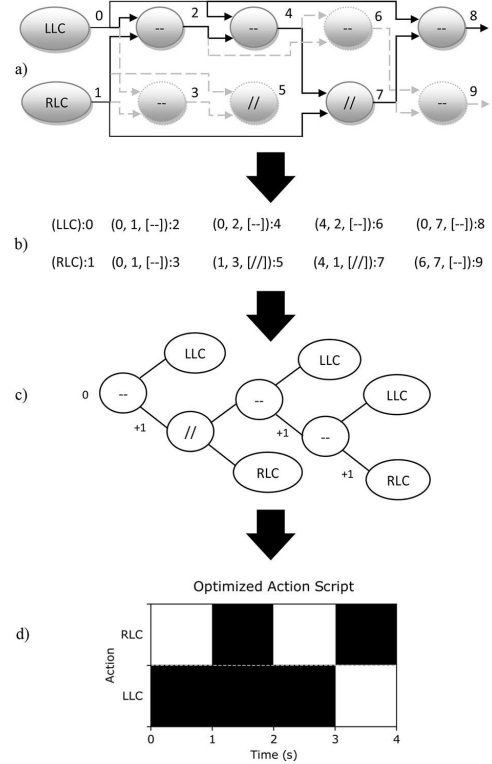 LLC 0 -- 2 -- 4 -- 6 -- 8
a)
RLC 1 -- 3 // 5 // 7 -- 9
(LLC):0 (0, 1, [--]):2 (0, 2, [--]):4 (4, 2, [--]):6 (0, 7, [--]):8
b)
(RLC):1 (0, 1, [--]):3 (1, 3, [//]):5 (4, 1, [//]):7 (6, 7, [--]):9
LLC LLC
c) 0 -- -- LLC
+1 // +1 --
RLC +1 RLC
Optimized Action Script
d)
RLC
Action
LLC
0 1 2 3 4
Time (s)